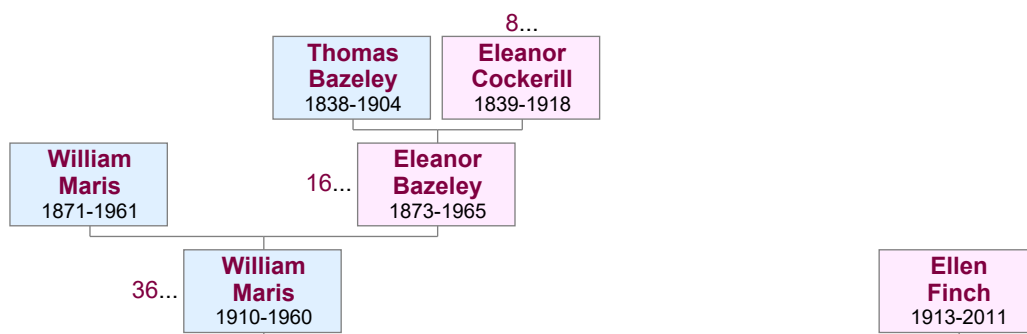 8...
Thomas
Bazeley
1838-1904
Eleanor
Cockerill
1839-1918
William
Maris
1871-1961
16...
Eleanor
Bazeley
1873-1965
36...
William
Maris
1910-1960
Ellen
Finch
1913-2011